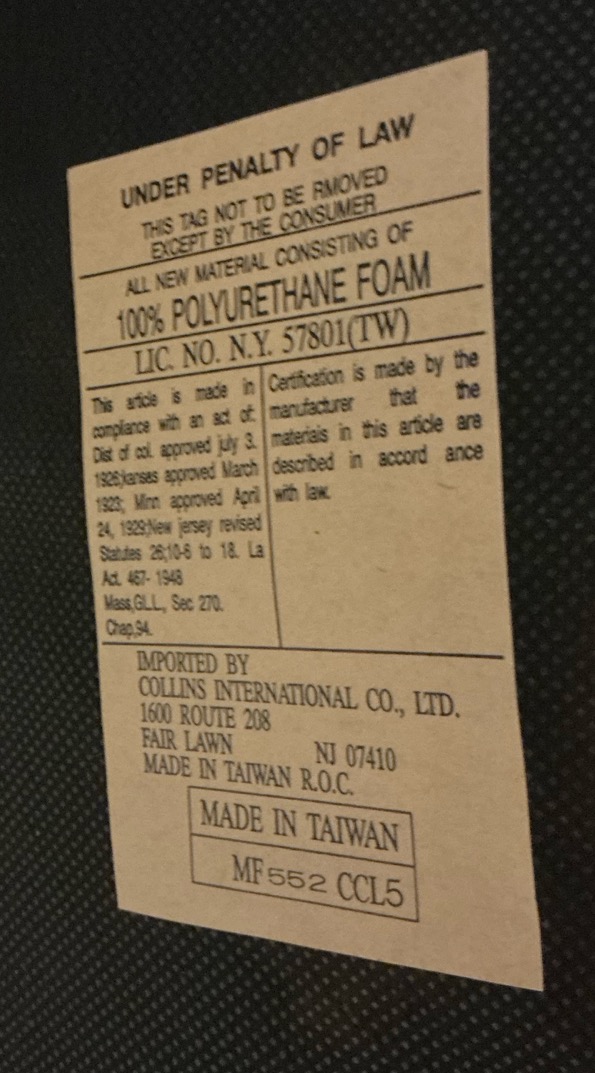 UNDER PENALTY OF LAW
THIS TAG NOT TO BE RMOVED
EXCEPT BY THE CONSUMER
ALL NEW MATERIAL CONSISTING OF
100% POLYURETHANE FOAM
LIC. NO. N.Y. 57801(TW)
This article is made in
compliance with an act of:
Dist of col. approved july 3,
1926;kanses approved March
1923; Minn approved April
24, 1929;New jersey revised
Statutes 26;10-6 to 18. La
Act. 467- 1948
Mass,G.L.L., Sec 270.
Chap,94.
Certification is made by the
manufacturer that the
materiais in this article are
described in accord ance
with law.
IMPORTED BY
COLLINS INTERNATIONAL CO., LTD.
1600 ROUTE 208
FAIR LAWN NJ 07410
MADE IN TAIWAN R.O.C.
MADE IN TAIWAN
MF552 CCL5